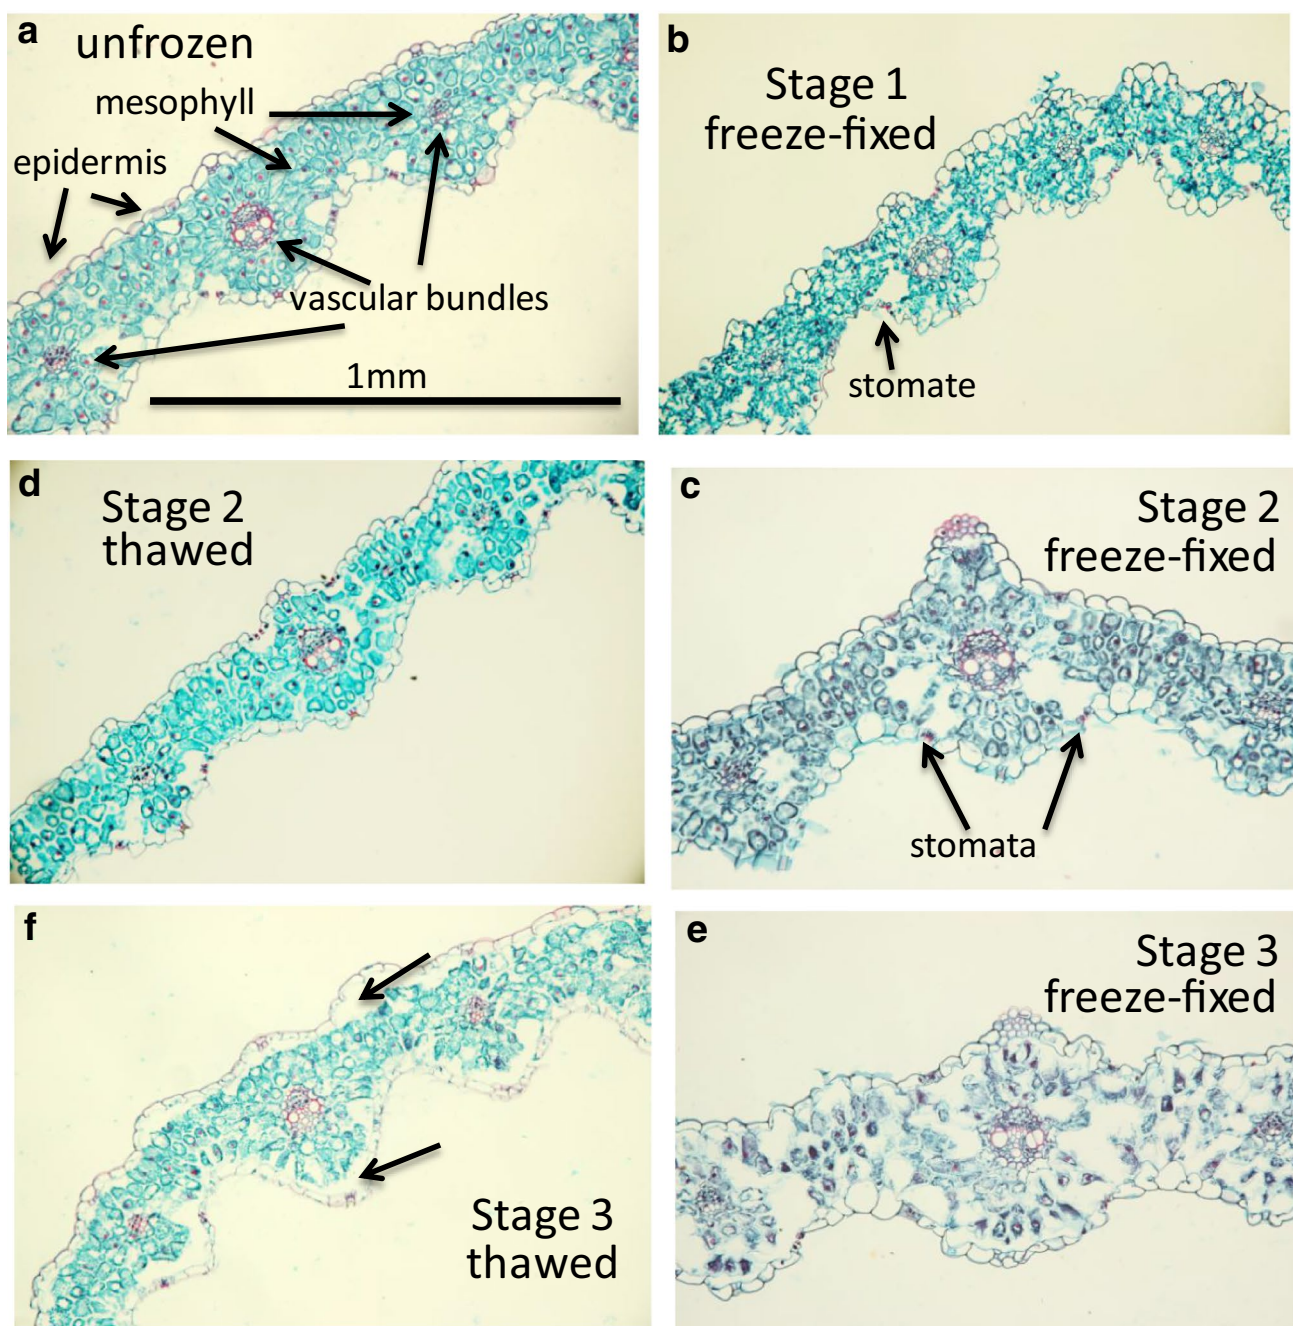 a
unfrozen
mesophyll
epidermis
vascular bundles
1mm
b
Stage 1
freeze-fixed
stomate
d
Stage 2
thawed
c
Stage 2
freeze-fixed
stomata
f
Stage 3
thawed
e
Stage 3
freeze-fixed